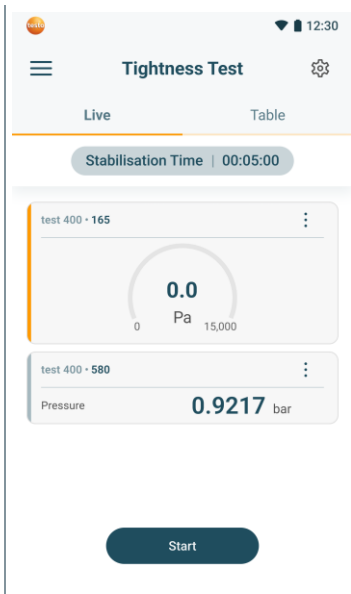 testo
12:30
Tightness Test
Live Table
Stabilisation Time | 00:05:00
test 400 • 165
0.0
Pa
0 15,000
test 400 • 580
Pressure 0.9217 bar
Start